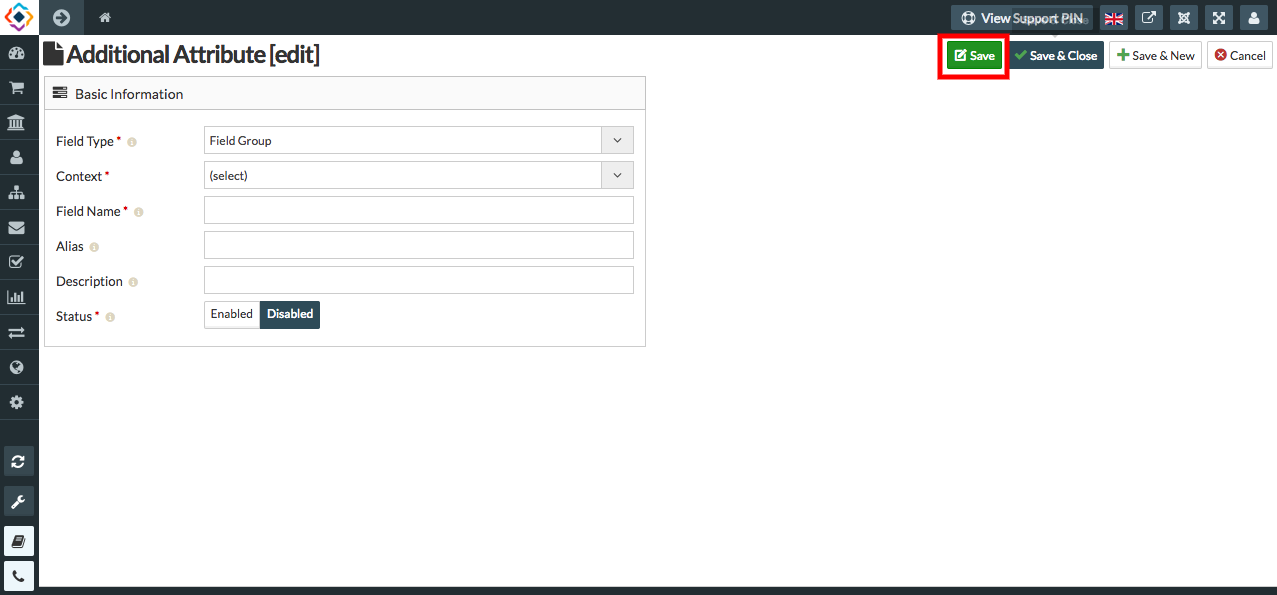 View Support PIN
Additional Attribute [edit]
Save
Save & Close
Save & New
Cancel
Basic Information
Field Type *
Field Group
Context *
(select)
Field Name *
Alias
Description
Status *
Enabled
Disabled